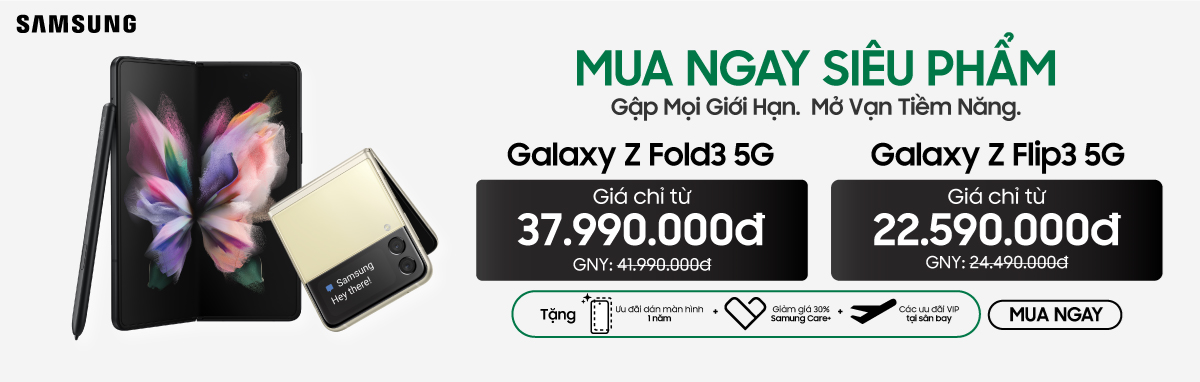 SAMSUNG
MUA NGAY SIÊU PHẨM
Gập Mọi Giới Hạn. Mở Vạn Tiềm Năng.
Galaxy Z Fold3 5G
Giá chỉ từ
37.990.000đ
GNY: 41.990.000đ
Galaxy Z Flip3 5G
Giá chỉ từ
22.590.000đ
GNY: 24.490.000đ
Samsung
Hey there!
Tặng
Ưu đãi dán màn hình
1 năm
+
Giảm giá 30%
Samung Care+
+
Các ưu đãi VIP
tại sân bay
MUA NGAY